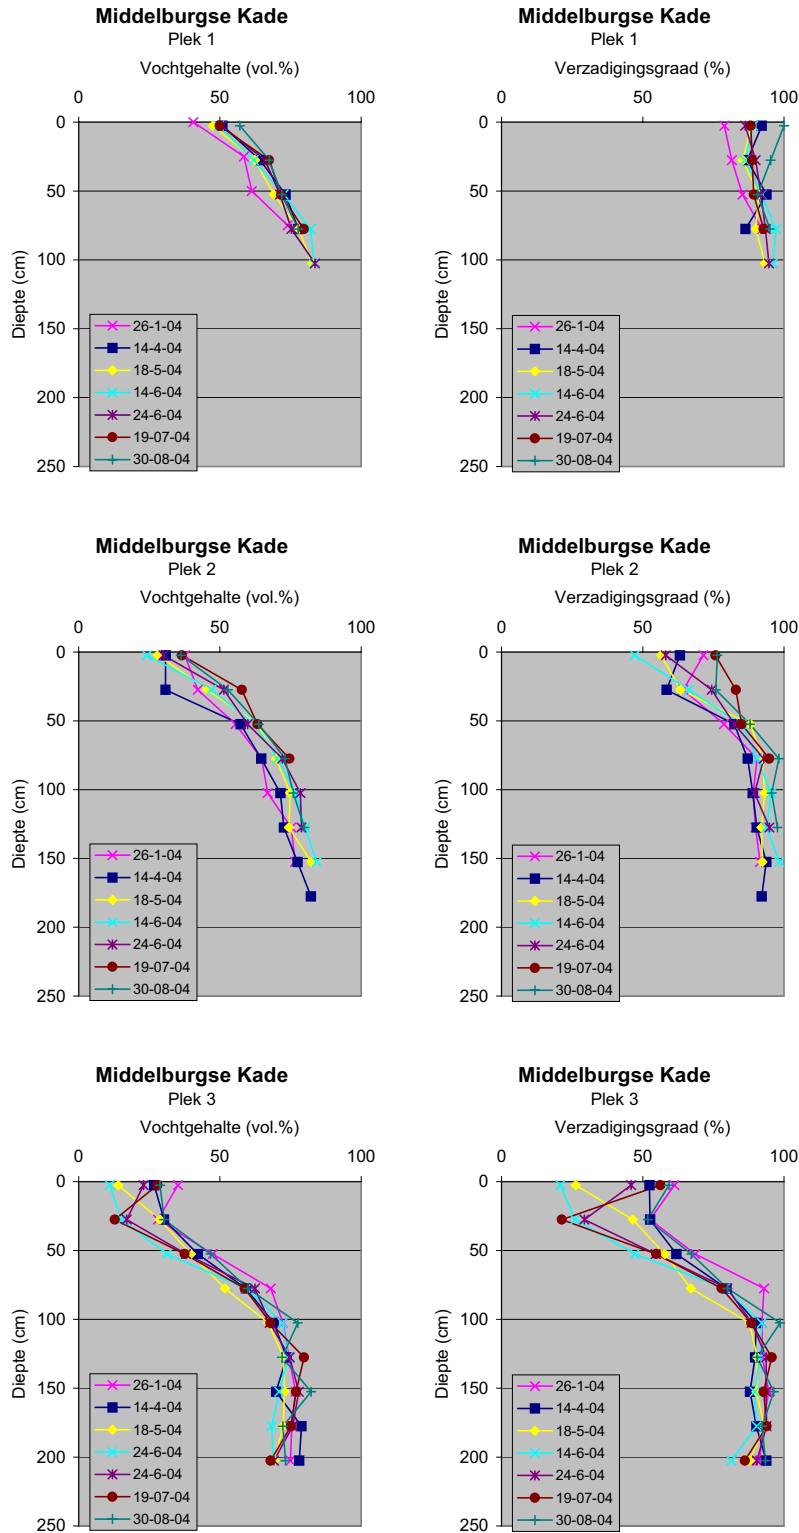 Middelburgse Kade
Plek 1
Vochtgehalte (vol.%)
0 50 100
0
50
100
150
200
250
Diepte (cm)
26-1-04
14-4-04
18-5-04
14-6-04
24-6-04
19-07-04
30-08-04
Middelburgse Kade
Plek 1
Verzadigingsgraad (%)
0 50 100
0
50
100
150
200
250
Diepte (cm)
26-1-04
14-4-04
18-5-04
14-6-04
24-6-04
19-07-04
30-08-04
Middelburgse Kade
Plek 2
Vochtgehalte (vol.%)
0 50 100
0
50
100
150
200
250
Diepte (cm)
26-1-04
14-4-04
18-5-04
14-6-04
24-6-04
19-07-04
30-08-04
Middelburgse Kade
Plek 2
Verzadigingsgraad (%)
0 50 100
0
50
100
150
200
250
Diepte (cm)
26-1-04
14-4-04
18-5-04
14-6-04
24-6-04
19-07-04
30-08-04
Middelburgse Kade
Plek 3
Vochtgehalte (vol.%)
0 50 100
0
50
100
150
200
250
Diepte (cm)
26-1-04
14-4-04
18-5-04
24-6-04
24-6-04
19-07-04
30-08-04
Middelburgse Kade
Plek 3
Verzadigingsgraad (%)
0 50 100
0
50
100
150
200
250
Diepte (cm)
26-1-04
14-4-04
18-5-04
14-6-04
24-6-04
19-07-04
30-08-04